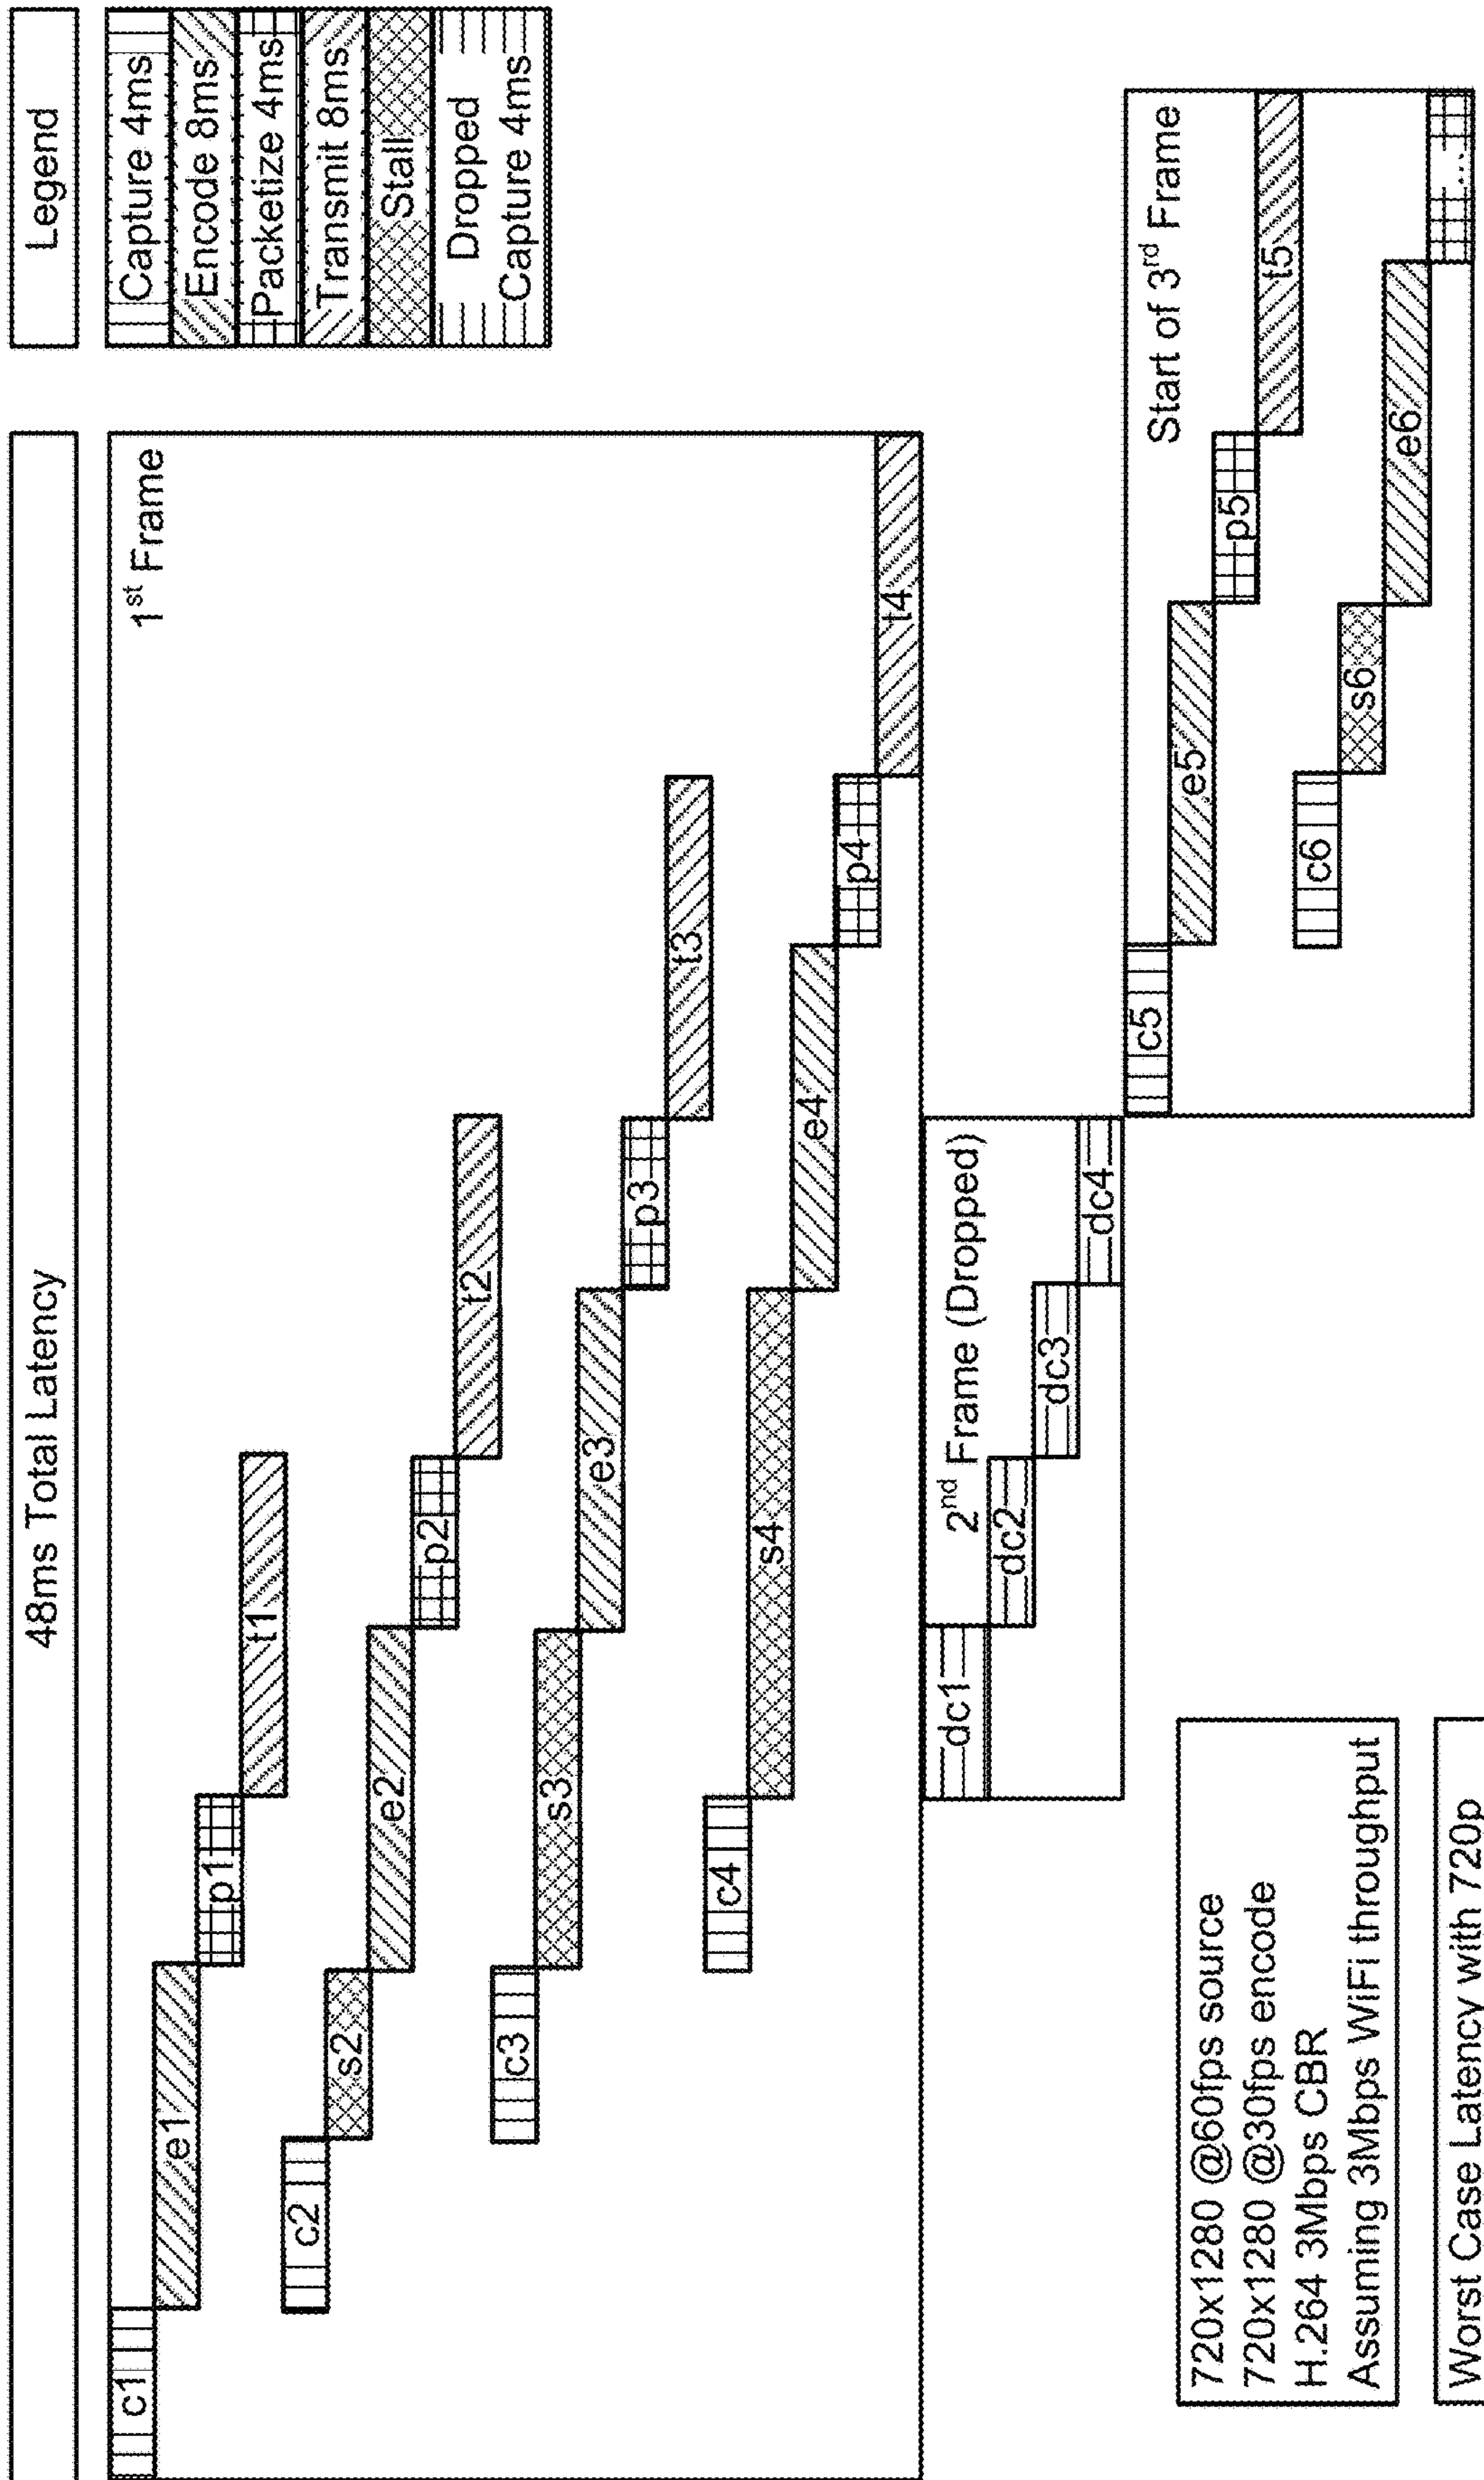 48ms Total Latency
Legend
Capture 4ms
Encode 8ms
Packetize 4ms
Transmit 8ms
Stall
Dropped
Capture 4ms
1st Frame
c1
e1
p1
t1
c2
s2
e2
p2
t2
c3
s3
e3
p3
t3
c4
s4
e4
p4
t4
2nd Frame (Dropped)
dc1
dc2
dc3
dc4
Start of 3rd Frame
c5
e5
p5
t5
c6
s6
e6
...
720x1280 @60fps source
720x1280 @30fps encode
H.264 3Mbps CBR
Assuming 3Mbps WiFi throughput
Worst Case Latency with 720p